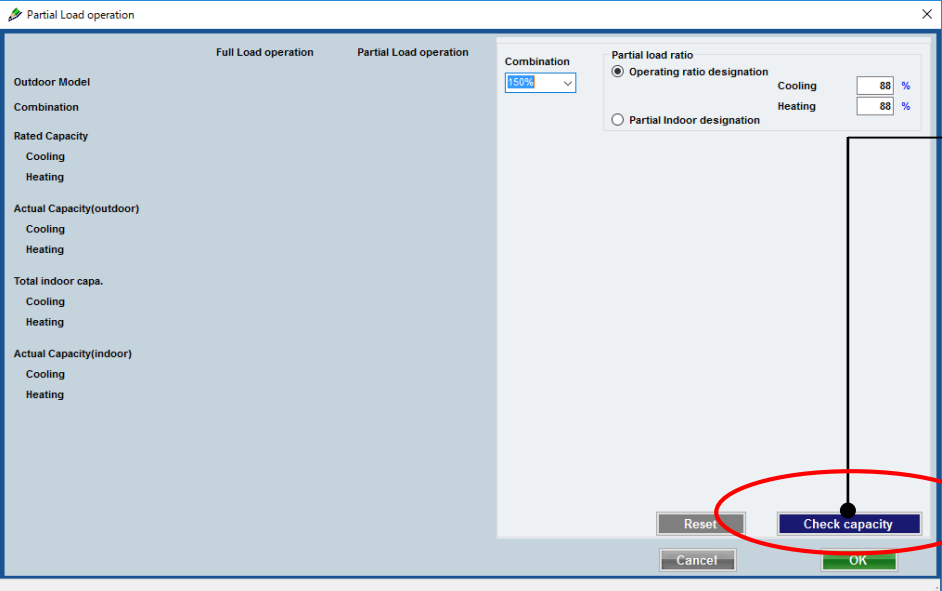 Partial Load operation
Full Load operation Partial Load operation
Outdoor Model
Combination
Rated Capacity
Cooling
Heating
Actual Capacity(outdoor)
Cooling
Heating
Total indoor capa.
Cooling
Heating
Actual Capacity(indoor)
Cooling
Heating
Combination
150%
Partial load ratio
Operating ratio designation
Cooling 88 %
Heating 88 %
Partial Indoor designation
Reset Check capacity
Cancel OK